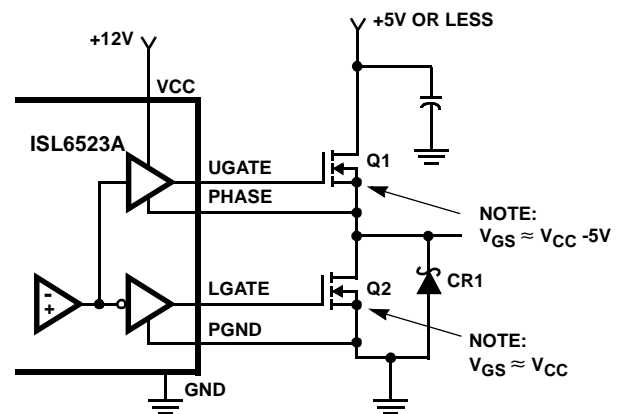 +5V OR LESS
+12V
VCC
ISL6523A
UGATE
Q1
PHASE
NOTE:
VGS ≈ VCC -5V
-
+
LGATE
Q2
CR1
PGND
NOTE:
VGS ≈ VCC
GND